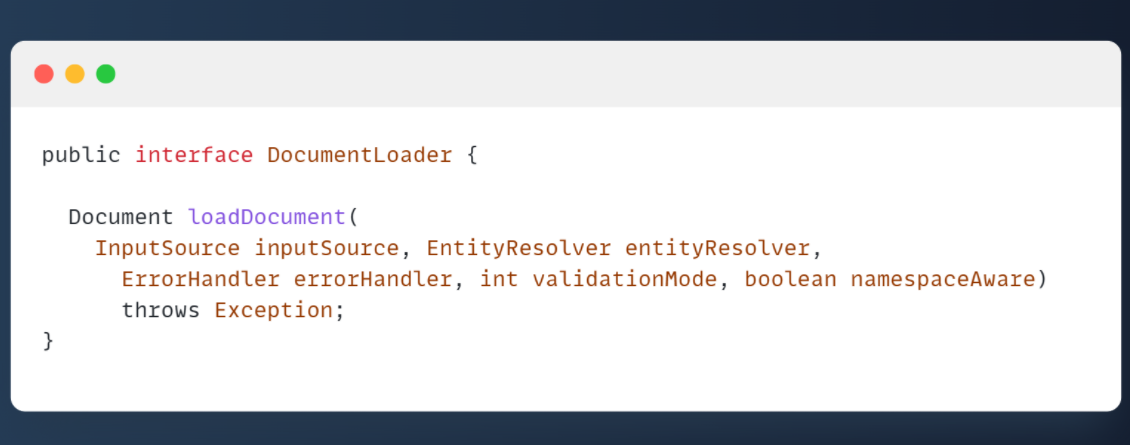 public interface DocumentLoader {
Document loadDocument(
InputSource inputSource, EntityResolver entityResolver,
ErrorHandler errorHandler, int validationMode, boolean namespaceAware)
throws Exception;
}